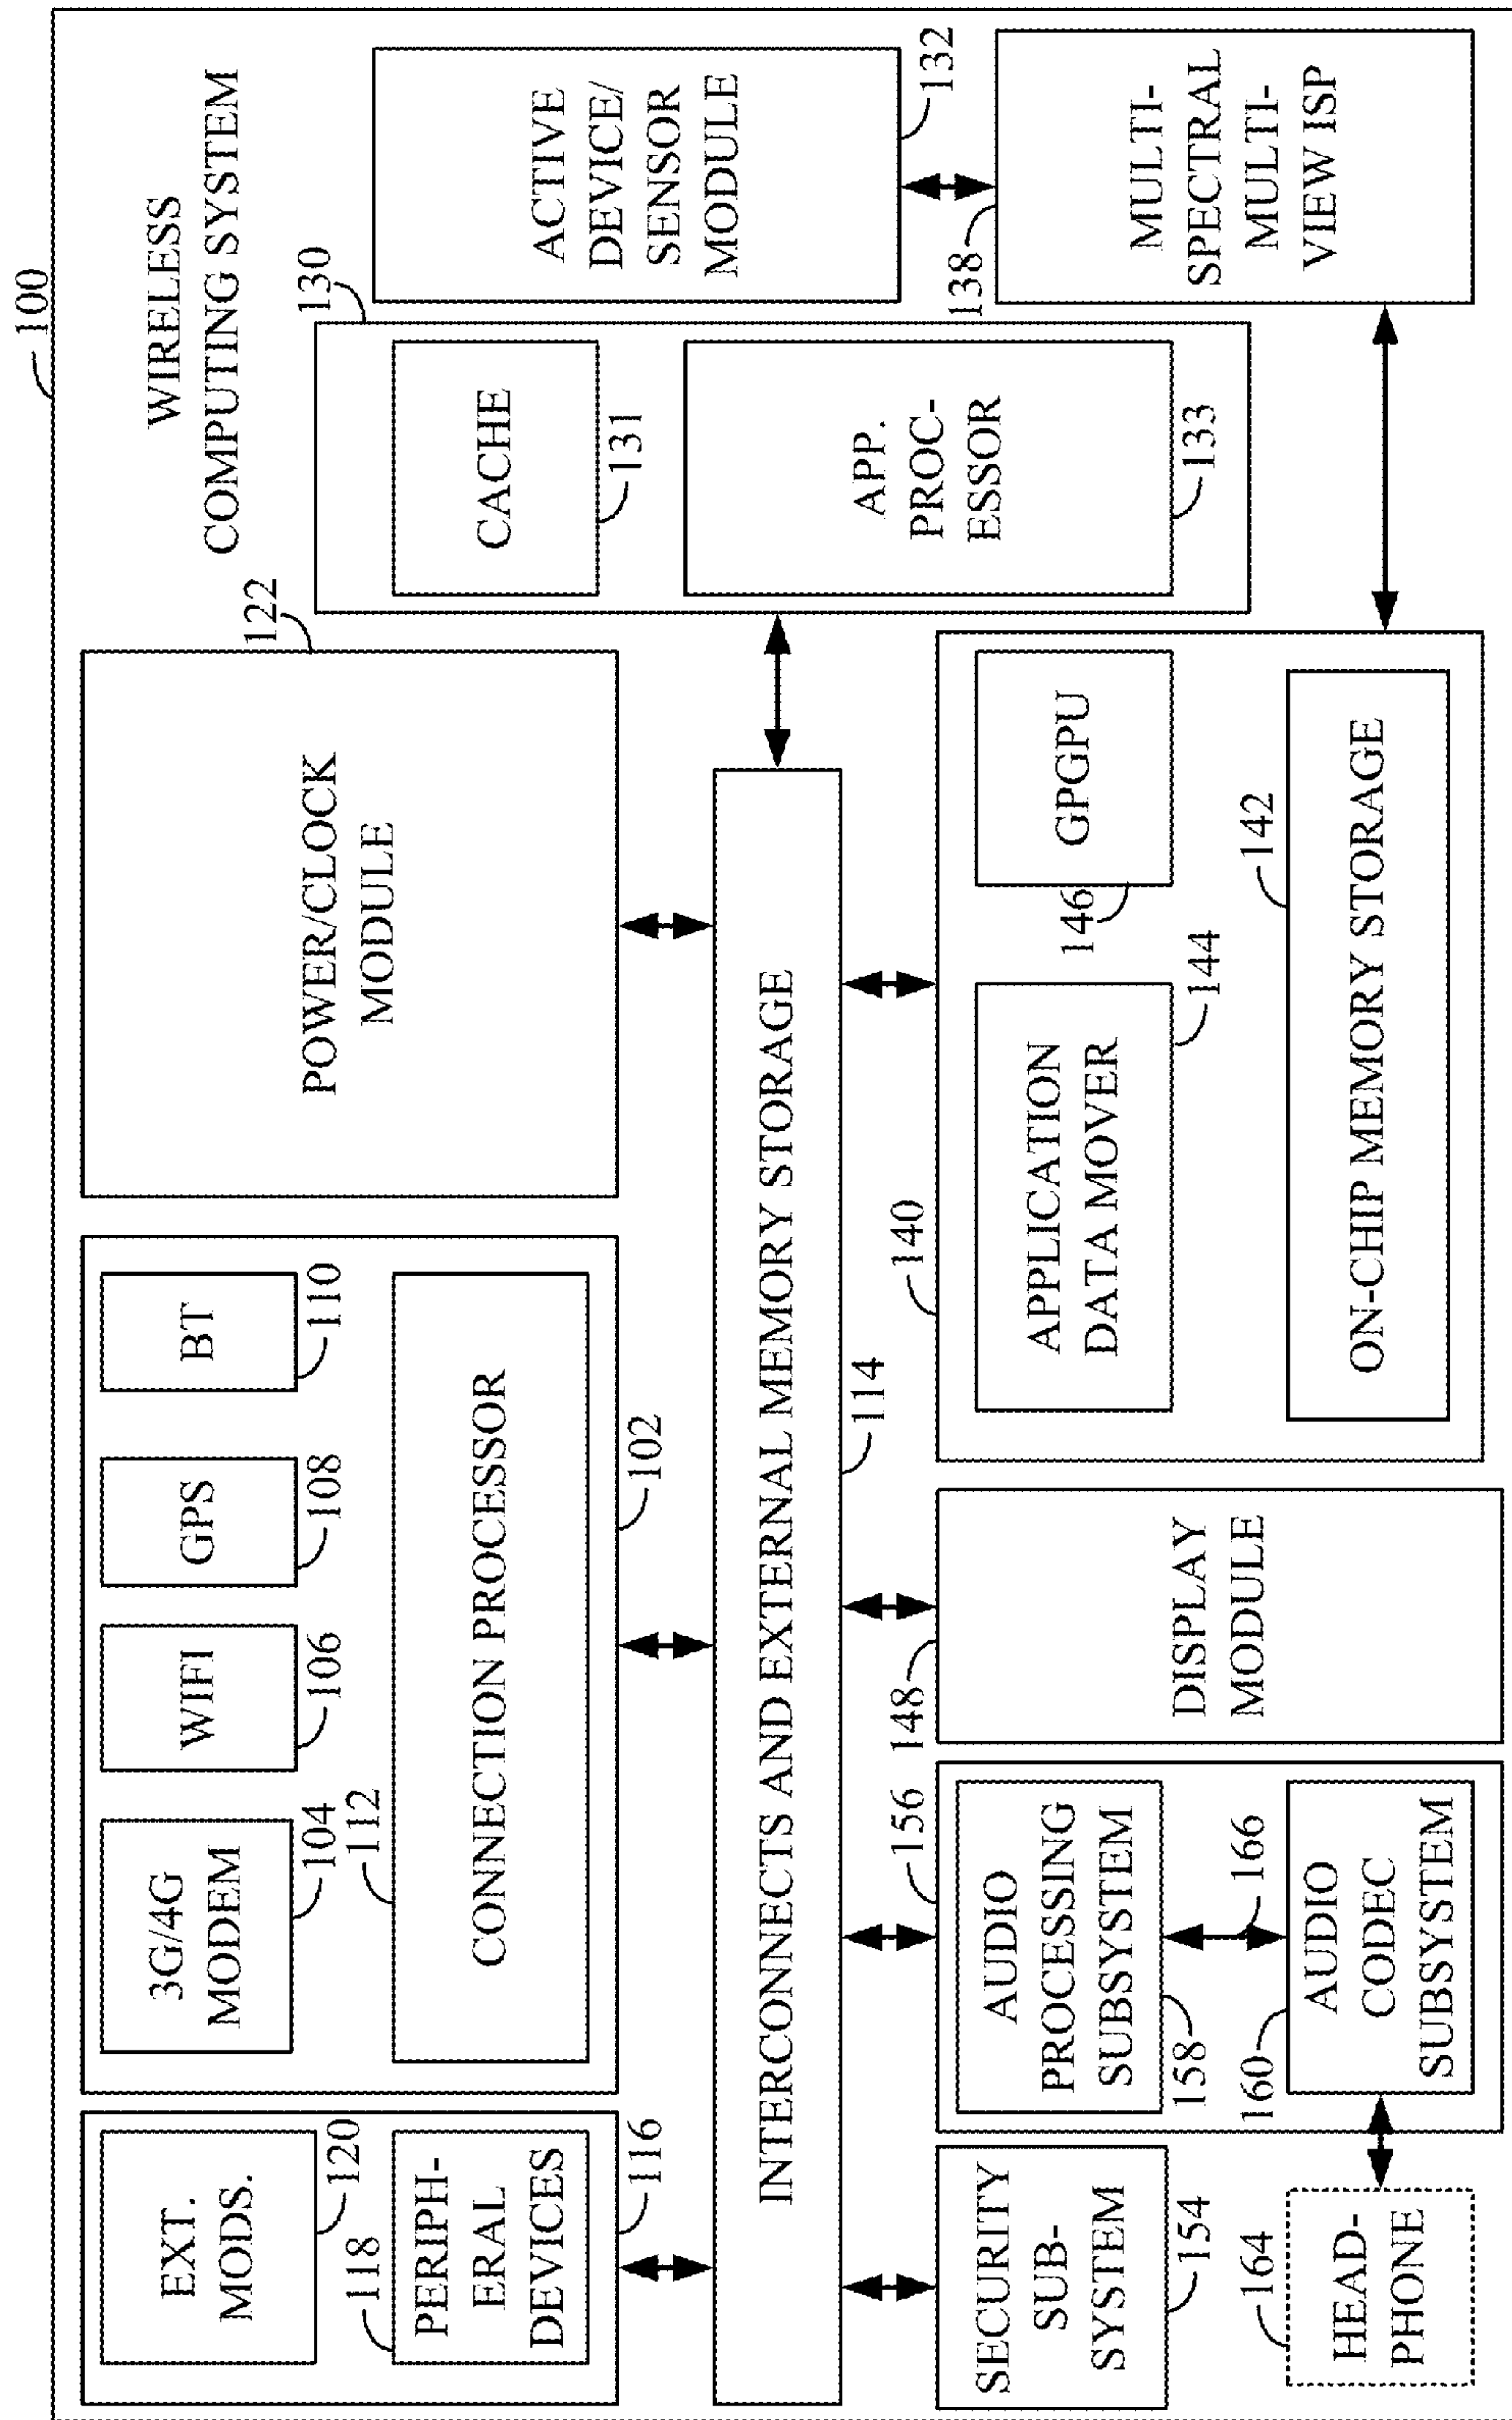 100
WIRELESS
COMPUTING SYSTEM
EXT.
MODS.
120
118
PERIPH-
ERAL
DEVICES
116
3G/4G
MODEM
104
WIFI
106
GPS
108
BT
110
112
CONNECTION PROCESSOR
102
POWER/CLOCK
MODULE
122
130
CACHE
131
APP.
PROC-
ESSOR
133
ACTIVE
DEVICE/
SENSOR
MODULE
132
INTERCONNECTS AND EXTERNAL MEMORY STORAGE
114
SECURITY
SUB-
SYSTEM
154
164
HEAD-
PHONE
156
AUDIO
PROCESSING
SUBSYSTEM
158
166
160
AUDIO
CODEC
SUBSYSTEM
148
DISPLAY
MODULE
140
APPLICATION
DATA MOVER
144
146
GPGPU
142
ON-CHIP MEMORY STORAGE
138
MULTI-
SPECTRAL
MULTI-
VIEW ISP